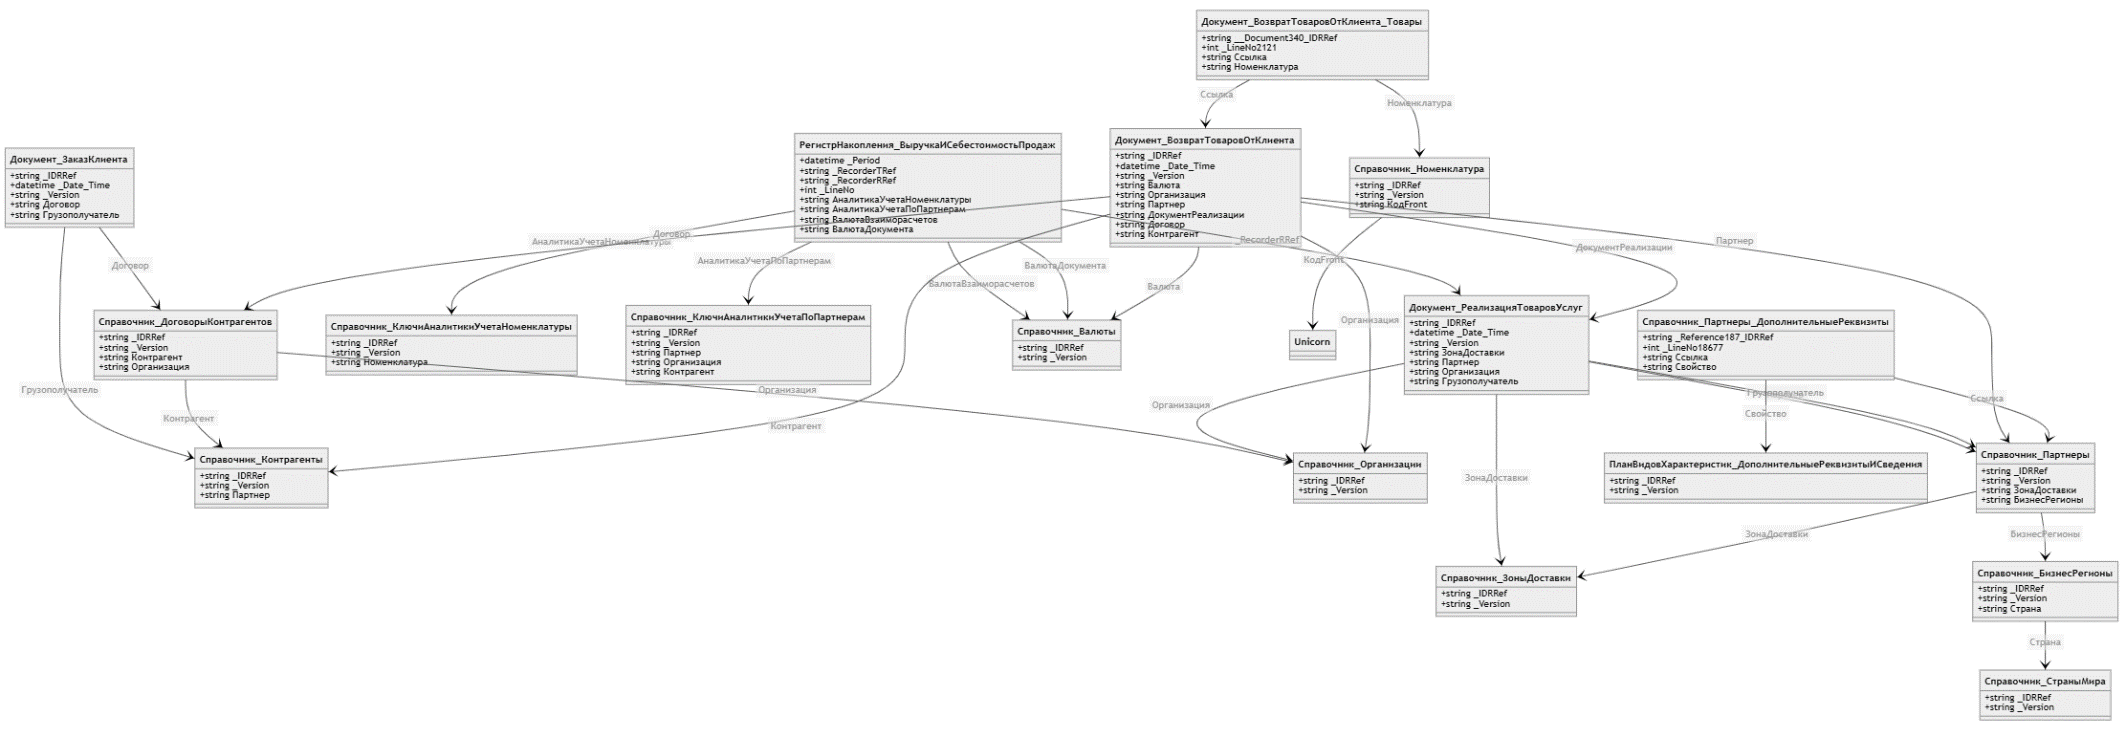 Документ_ВозвратТоваровОтКлиента_Товары
+string __Document340_IDRRef
+int _LineNo2121
+string Ссылка
+string Номенклатура
Ссылка
Номенклатура
Документ_ЗаказКлиента
+string _IDRRef
+datetime _Date_Time
+string _Version
+string Договор
+string Грузополучатель
РегистрНакопления_ВыручкаИСебестоимостьПродаж
+datetime _Period
+string _RecorderTRef
+string _RecorderRRef
+int _LineNo
+string АналитикаУчетаНоменклатуры
+string АналитикаУчетаПоПартнерам
+string ВалютаВзаиморасчетов
+string ВалютаДокумента
Документ_ВозвратТоваровОтКлиента
+string _IDRRef
+datetime _Date_Time
+string _Version
+string Валюта
+string Организация
+string Партнер
+string ДокументРеализации
+string Договор
+string Контрагент
Справочник_Номенклатура
+string _IDRRef
+string _Version
+string КодFront
Договор
АналитикаУчетаНоменклатуры
Договор
АналитикаУчетаПоПартнерам
ВалютаВзаиморасчетов
ВалютаДокумента
Валюта
_RecorderRRef
КодFront
Организация
ДокументРеализации
Партнер
Справочник_ДоговорыКонтрагентов
+string _IDRRef
+string _Version
+string Контрагент
+string Организация
Справочник_КлючиАналитикиУчетаНоменклатуры
+string _IDRRef
+string _Version
+string Номенклатура
Справочник_КлючиАналитикиУчетаПоПартнерам
+string _IDRRef
+string _Version
+string Партнер
+string Организация
+string Контрагент
Справочник_Валюты
+string _IDRRef
+string _Version
Unicorn
Документ_РеализацияТоваровУслуг
+string _IDRRef
+datetime _Date_Time
+string _Version
+string ЗонаДоставки
+string Партнер
+string Организация
+string Грузополучатель
Справочник_Партнеры_ДополнительныеРеквизиты
+string _Reference187_IDRRef
+int _LineNo18677
+string Ссылка
+string Свойство
Грузополучатель
Контрагент
Организация
Контрагент
Организация
ЗонаДоставки
Грузополучатель
Свойство
Ссылка
Справочник_Контрагенты
+string _IDRRef
+string _Version
+string Партнер
Справочник_Организации
+string _IDRRef
+string _Version
ПланВидовХарактеристик_ДополнительныеРеквизитыИСведения
+string _IDRRef
+string _Version
Справочник_Партнеры
+string _IDRRef
+string _Version
+string ЗонаДоставки
+string БизнесРегионы
ЗонаДоставки
БизнесРегионы
Справочник_ЗоныДоставки
+string _IDRRef
+string _Version
Справочник_БизнесРегионы
+string _IDRRef
+string _Version
+string Страна
Страна
Справочник_СтраныМира
+string _IDRRef
+string _Version